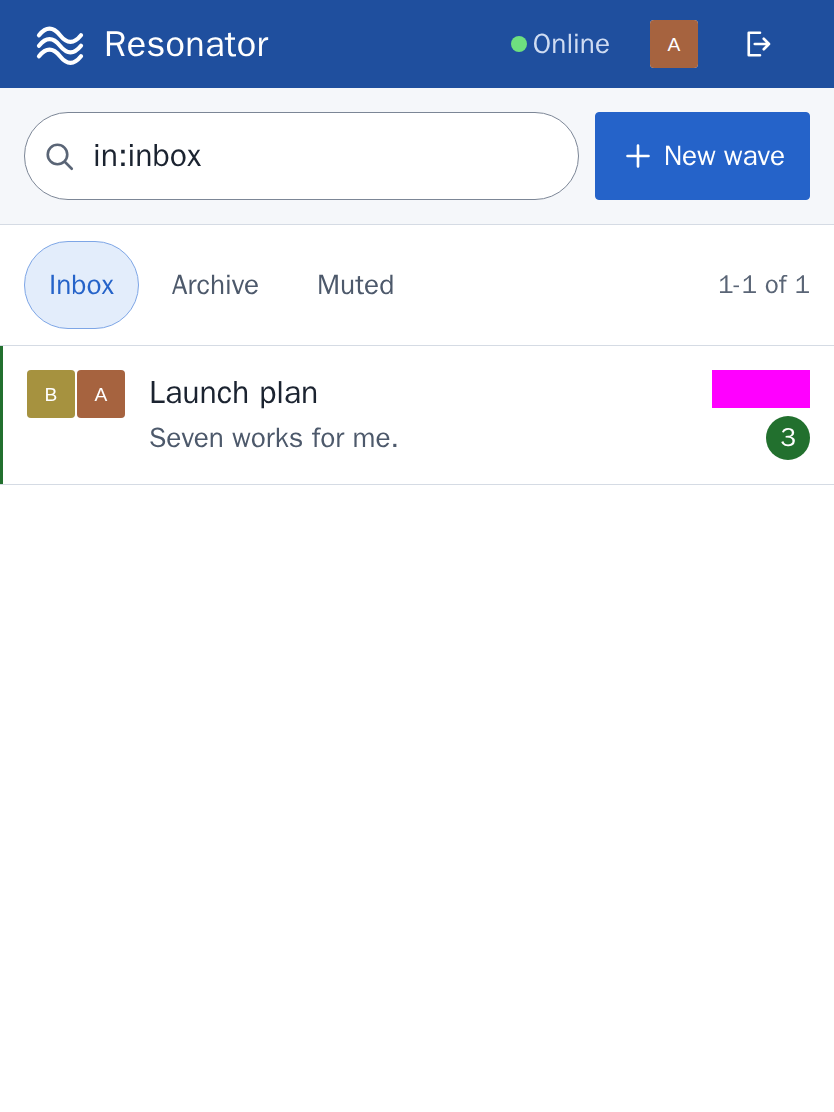 Resonator
Online
A
in:inbox
New wave
Inbox
Archive
Muted
1-1 of 1
B
A
Launch plan
Seven works for me.
3